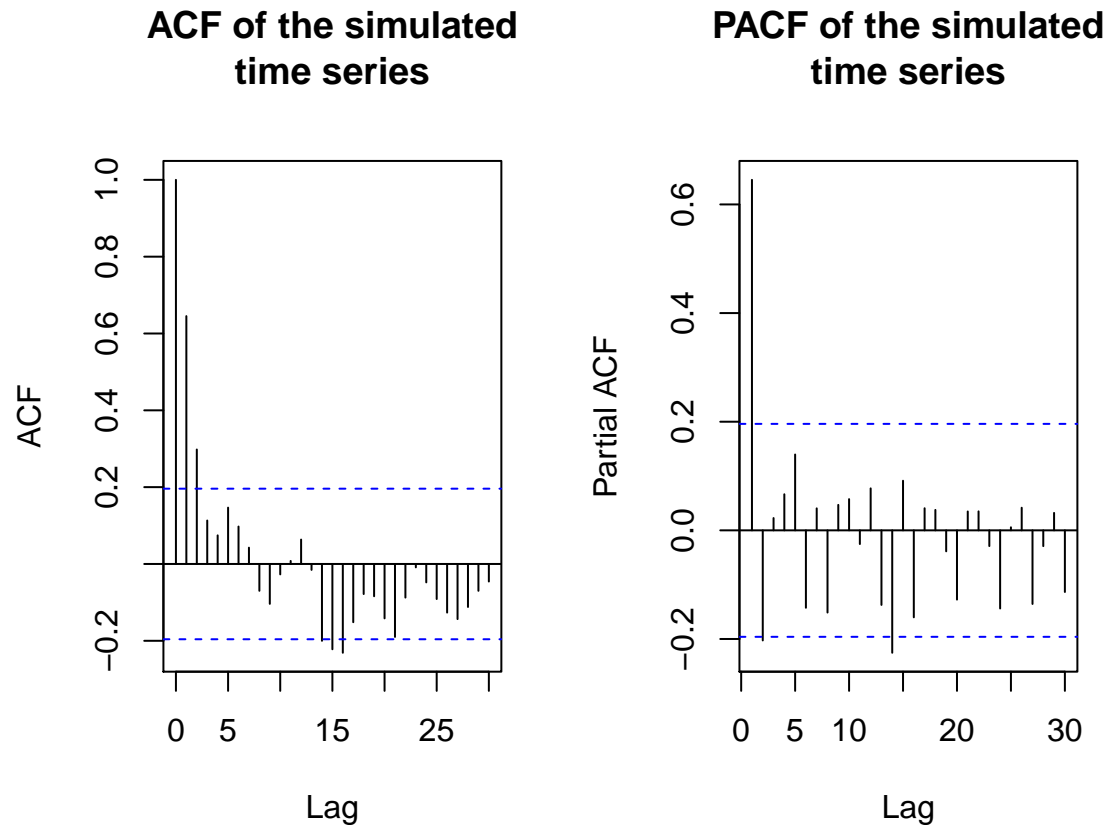 ACF of the simulated
time series
ACF
1.0
0.8
0.6
0.4
0.2
−0.2
0 5 15 25
Lag
PACF of the simulated
time series
Partial ACF
0.6
0.4
0.2
0.0
−0.2
0 5 10 20 30
Lag